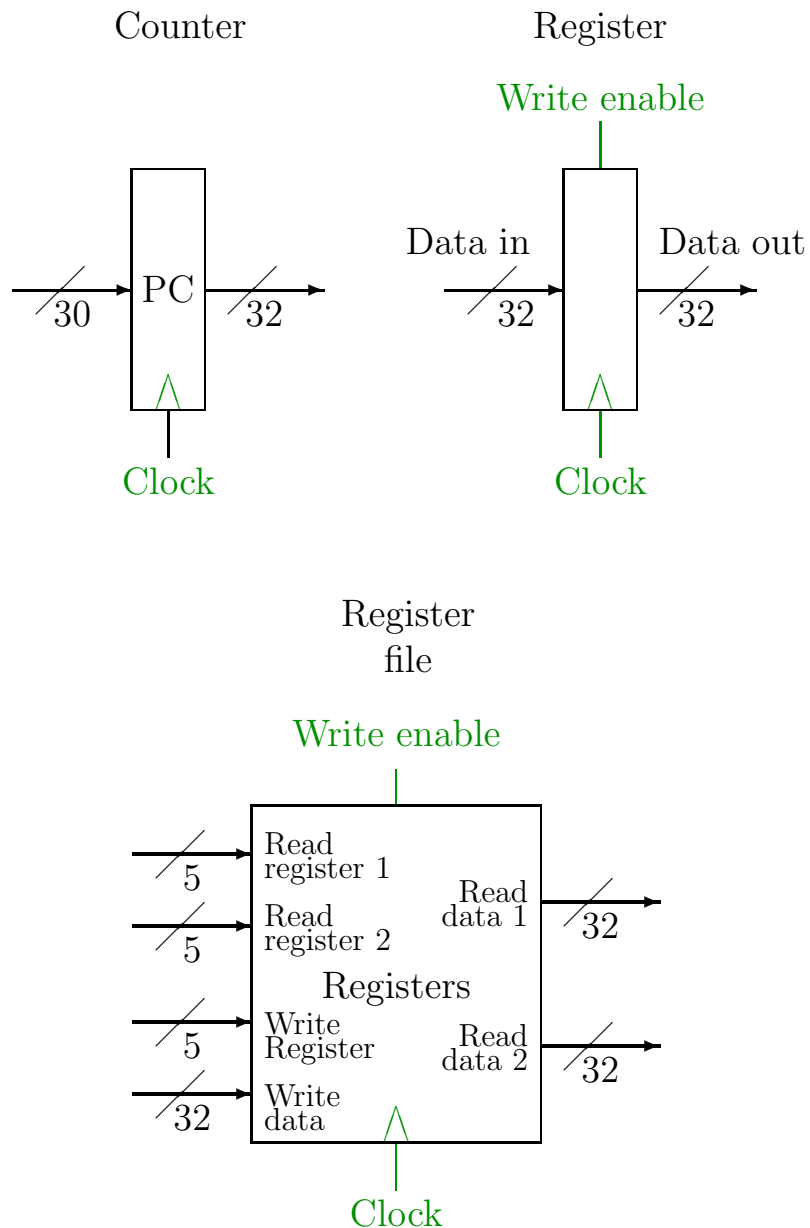 Counter
Register
Write enable
Data in
Data out
PC
30
32
32
32
Clock
Clock
Register
file
Write enable
Read
register 1
5
Read
data 1
32
Read
register 2
5
Registers
Write
Register
5
Read
data 2
32
Write
data
32
Clock